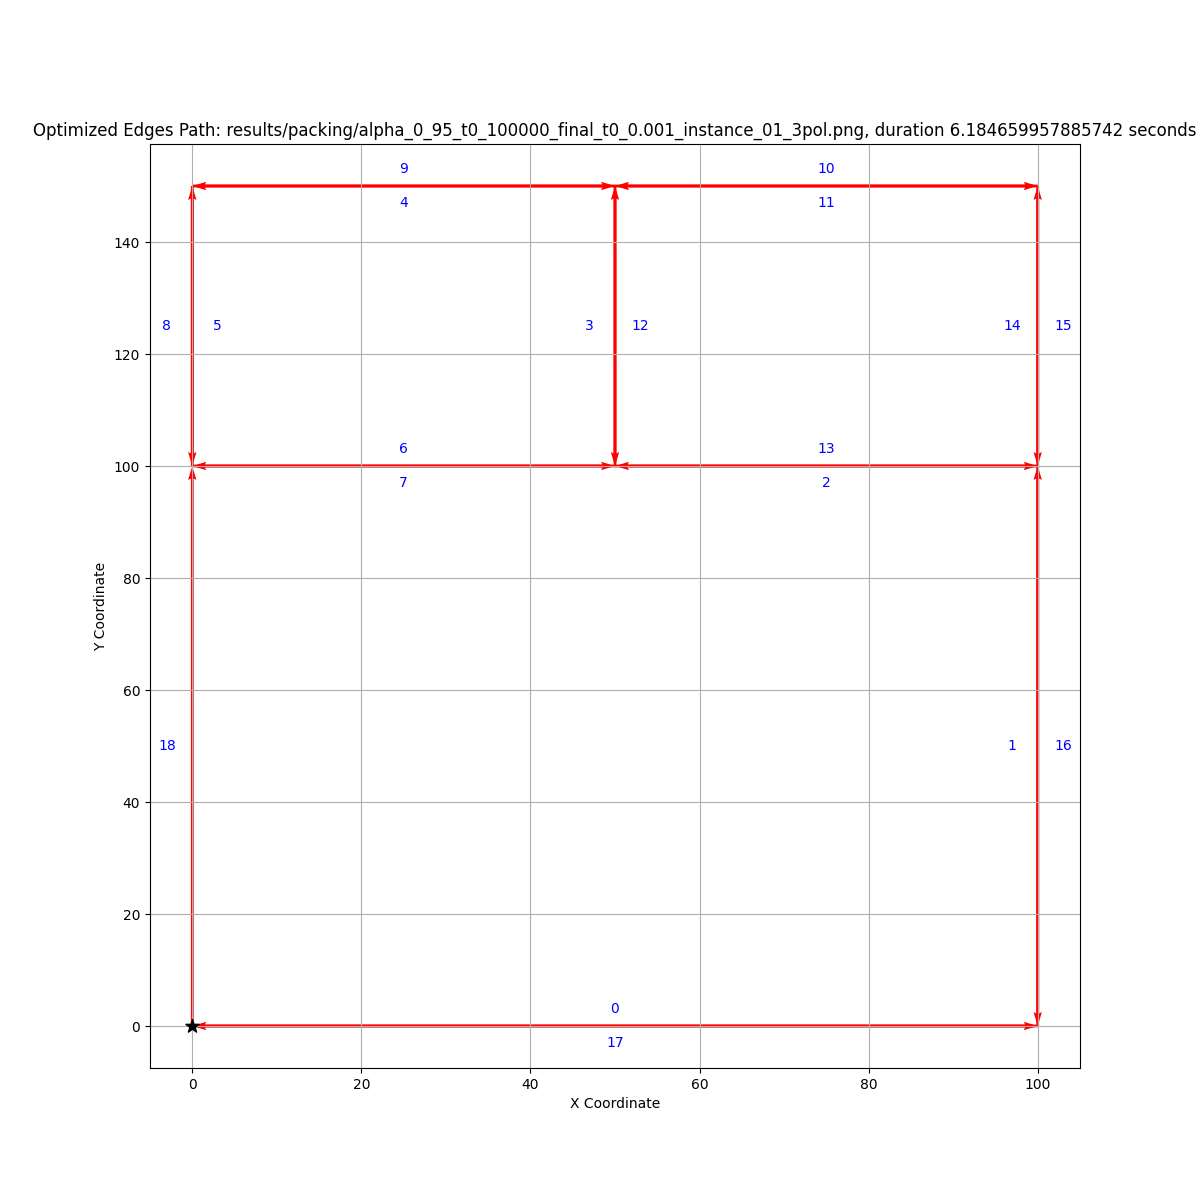 Optimized Edges Path: results/packing/alpha_0_95_t0_100000_final_t0_0.001_instance_01_3pol.png, duration 6.184659957885742 seconds
9 10
4 11
140
8 5 3 12 14 15
120
6 13
100
7 2
80
Y Coordinate
60
18 1 16
40
20
0
0
17
0 20 40 60 80 100
X Coordinate